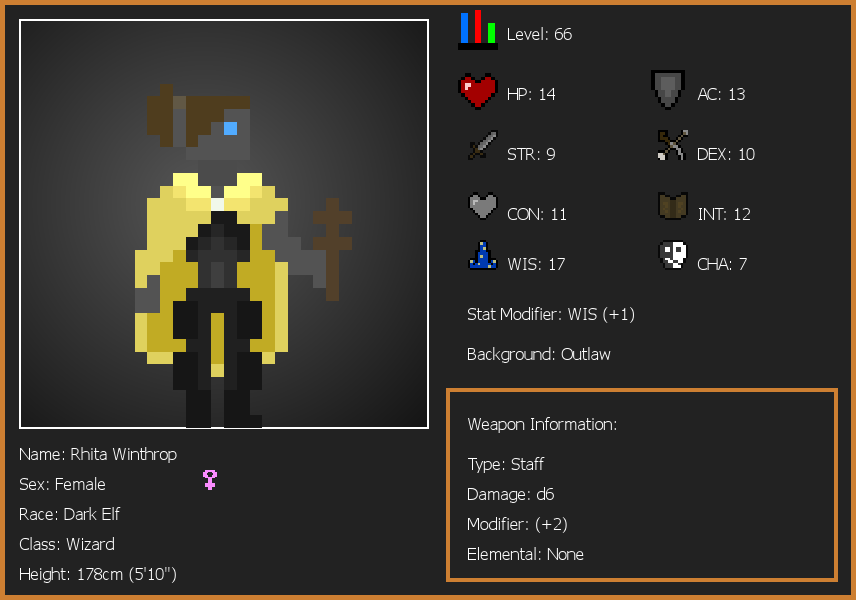 Level: 66
HP: 14
AC: 13
STR: 9
DEX: 10
CON: 11
INT: 12
WIS: 17
CHA: 7
Stat Modifier: WIS (+1)
Background: Outlaw
Weapon Information:
Type: Staff
Damage: d6
Modifier: (+2)
Elemental: None
Name: Rhita Winthrop
Sex: Female
Race: Dark Elf
Class: Wizard
Height: 178cm (5'10")